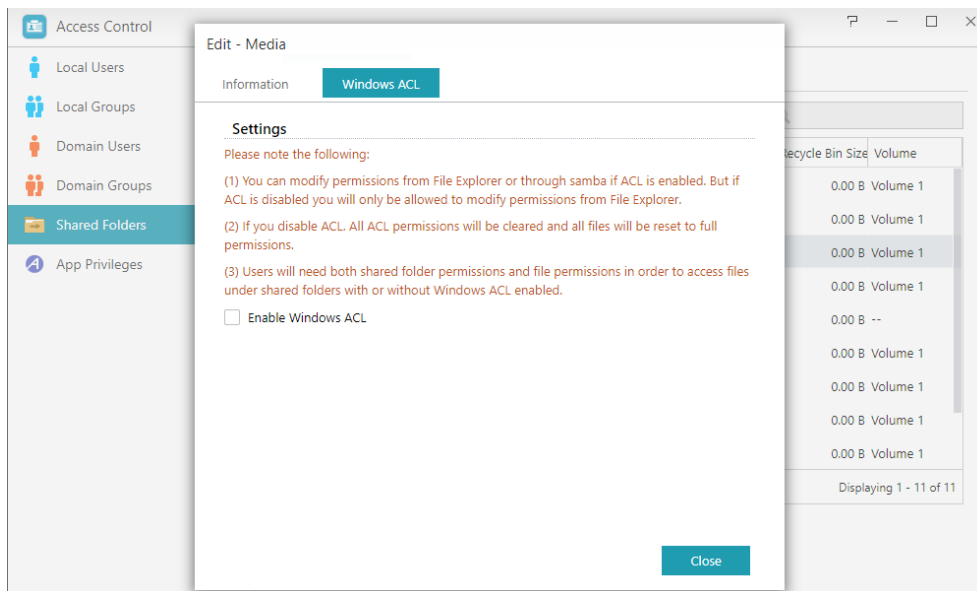 Access Control
Local Users
Local Groups
Domain Users
Domain Groups
Shared Folders
App Privileges
Edit - Media
Information
Windows ACL
Settings
Please note the following:
(1) You can modify permissions from File Explorer or through samba if ACL is enabled. But if
ACL is disabled you will only be allowed to modify permissions from File Explorer.
(2) If you disable ACL. All ACL permissions will be cleared and all files will be reset to full
permissions.
(3) Users will need both shared folder permissions and file permissions in order to access files
under shared folders with or without Windows ACL enabled.
Enable Windows ACL
Close
Recycle Bin Size Volume
0.00 B Volume 1
0.00 B Volume 1
0.00 B Volume 1
0.00 B Volume 1
0.00 B --
0.00 B Volume 1
0.00 B Volume 1
0.00 B Volume 1
0.00 B Volume 1
Displaying 1 - 11 of 11